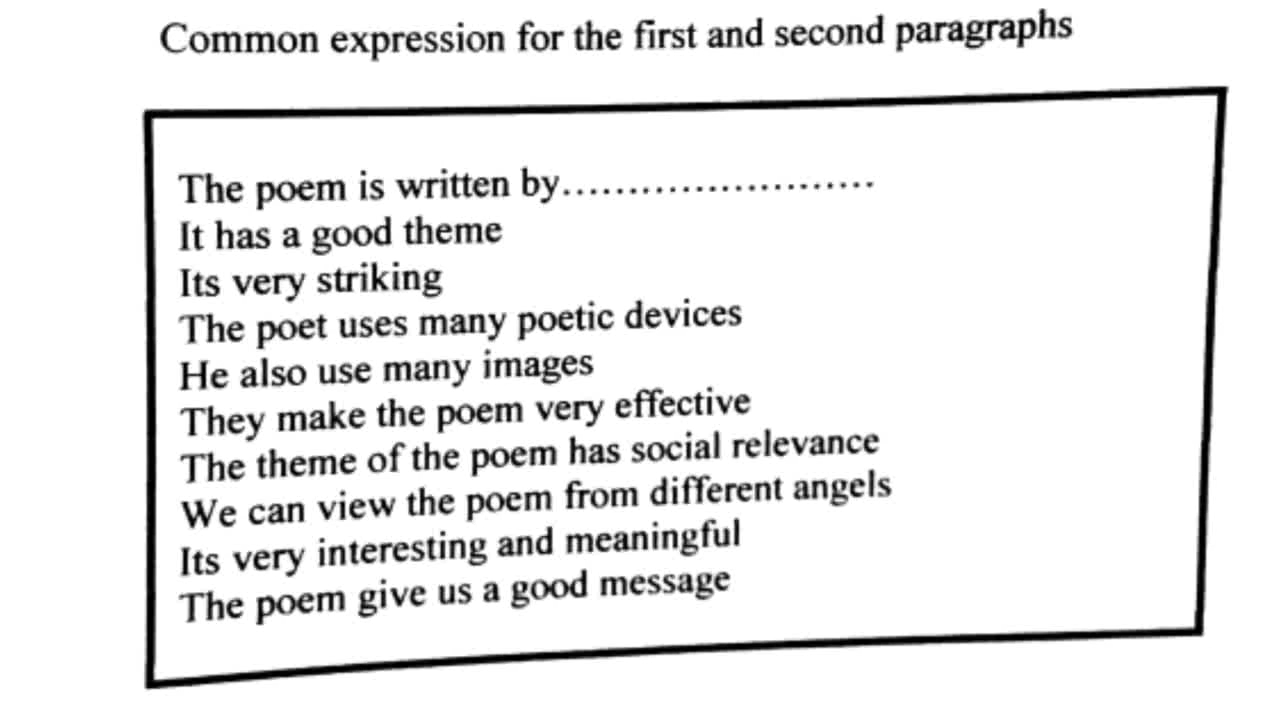 Common expression for the first and second paragraphs
The poem is written by........................
It has a good theme
Its very striking
The poet uses many poetic devices
He also use many images
They make the poem very effective
The theme of the poem has social relevance
We can view the poem from different angels
Its very interesting and meaningful
The poem give us a good message